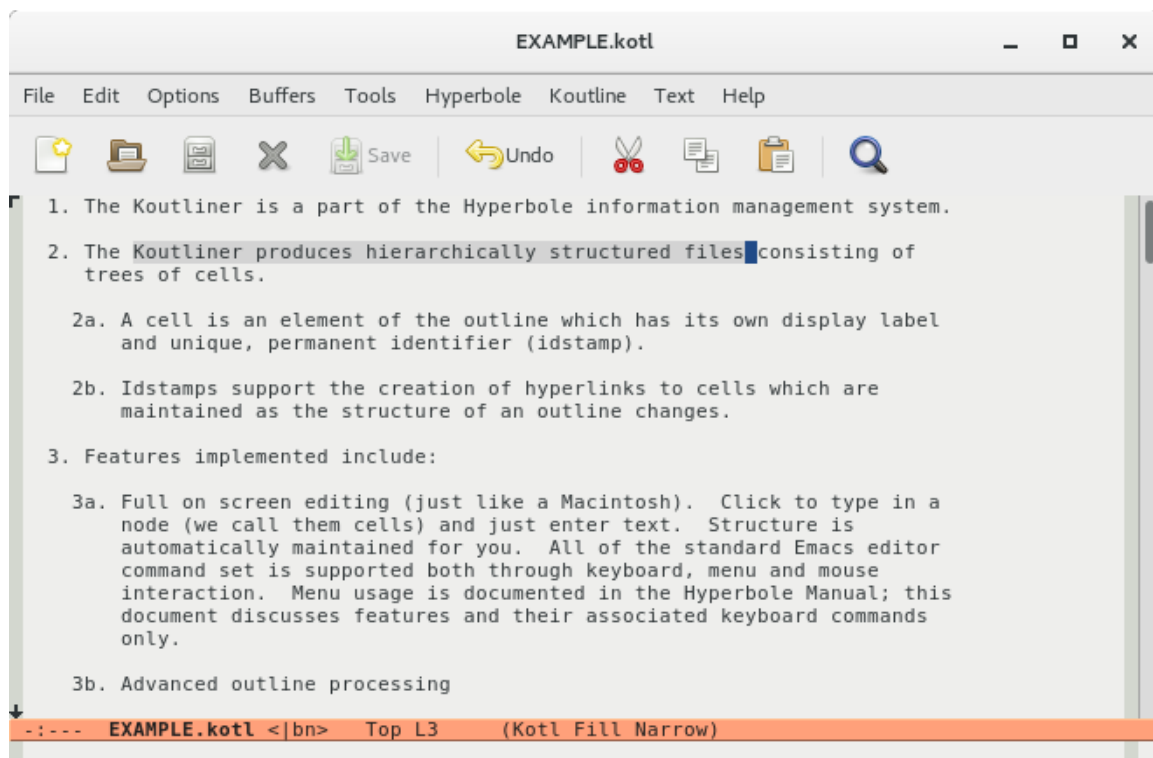 EXAMPLE.kotl
File Edit Options Buffers Tools Hyperbole Koutline Text Help
Save Undo
1. The Koutliner is a part of the Hyperbole information management system.
2. The Koutliner produces hierarchically structured files consisting of
trees of cells.
2a. A cell is an element of the outline which has its own display label
and unique, permanent identifier (idstamp).
2b. Idstamps support the creation of hyperlinks to cells which are
maintained as the structure of an outline changes.
3. Features implemented include:
3a. Full on screen editing (just like a Macintosh).  Click to type in a
node (we call them cells) and just enter text.  Structure is
automatically maintained for you.  All of the standard Emacs editor
command set is supported both through keyboard, menu and mouse
interaction.  Menu usage is documented in the Hyperbole Manual; this
document discusses features and their associated keyboard commands
only.
3b. Advanced outline processing
-:---  EXAMPLE.kotl <|bn>   Top L3     (Kotl Fill Narrow)